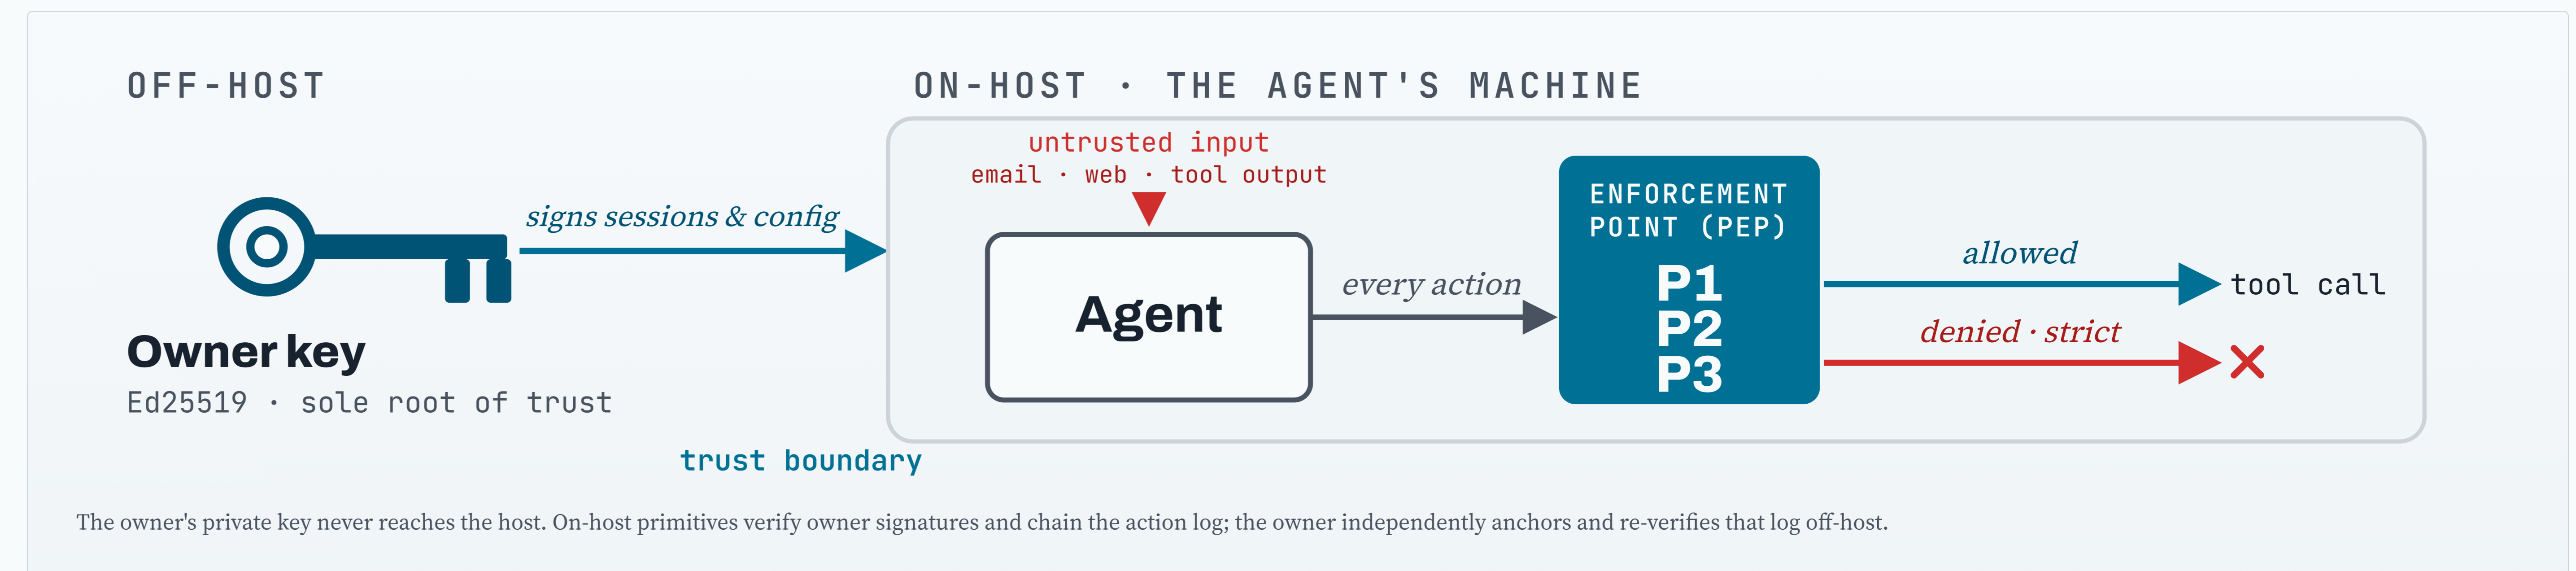 OFF-HOST
ON-HOST · THE AGENT'S MACHINE
untrusted input
email · web · tool output
signs sessions & config
Owner key
Ed25519 · sole root of trust
trust boundary
Agent
every action
ENFORCEMENT
POINT (PEP)
P1
P2
P3
allowed
tool call
denied · strict
The owner's private key never reaches the host. On-host primitives verify owner signatures and chain the action log; the owner independently anchors and re-verifies that log off-host.